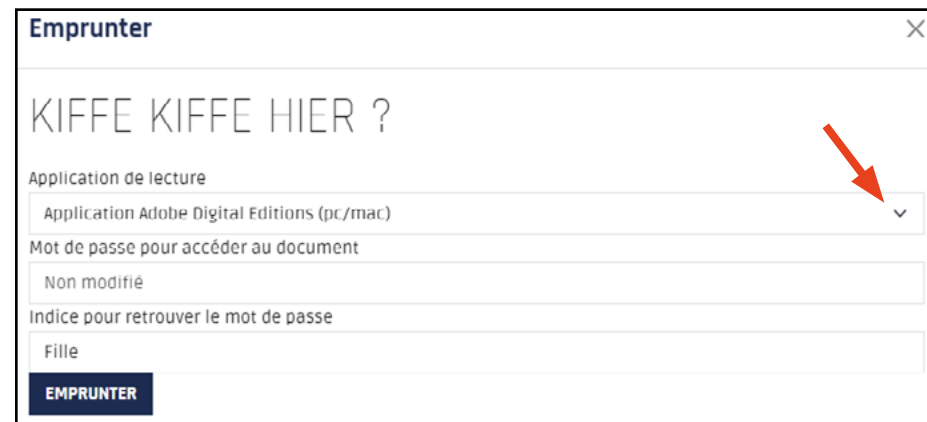 Emprunter
KIFFE KIFFE HIER ?
Application de lecture
Application Adobe Digital Editions (pc/mac)
Mot de passe pour accéder au document
Non modifié
Indice pour retrouver le mot de passe
Fille
EMPRUNTER